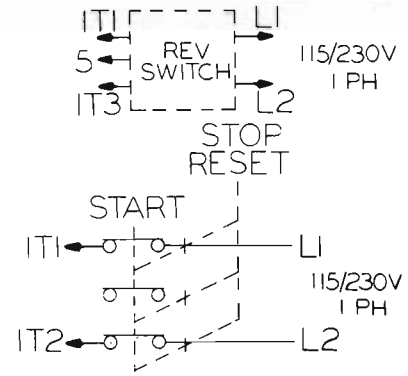 1T1 L1
REV
SWITCH
5
1T3 L2
115/230V
1 PH
STOP
RESET
START
1T1 L1
115/230V
1 PH
1T2 L2